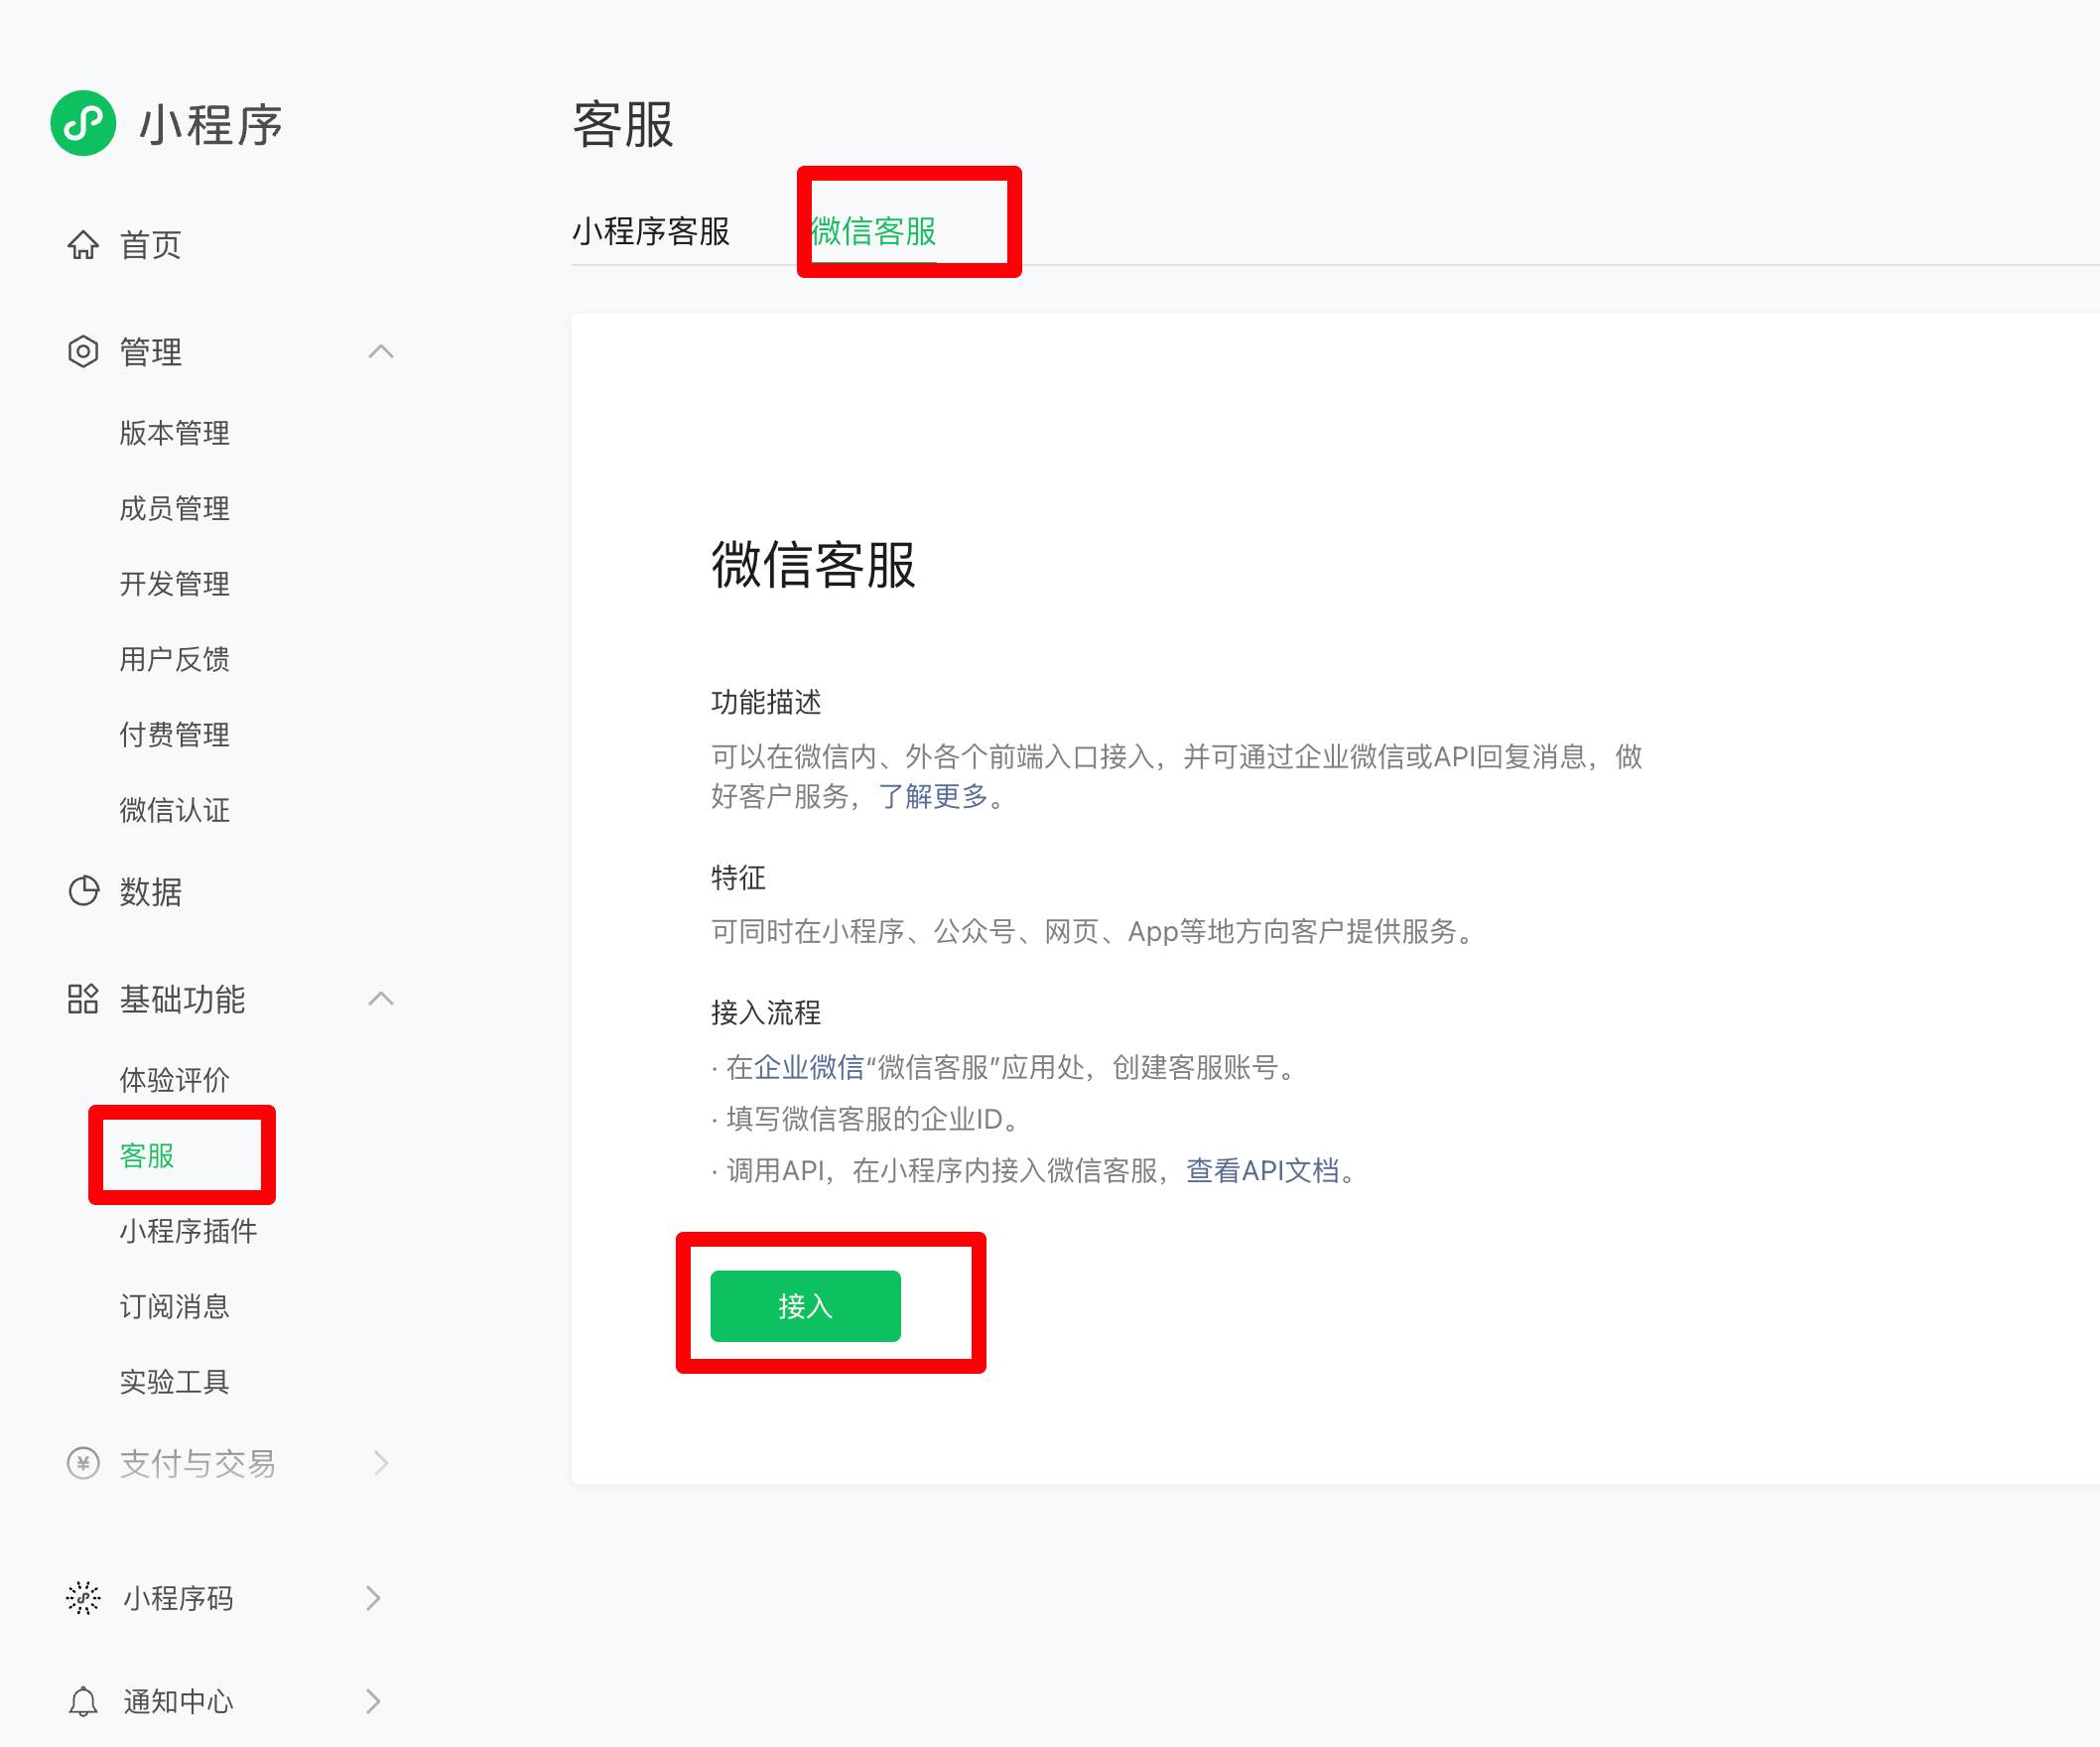 小程序
首页
管理
版本管理
成员管理
开发管理
用户反馈
付费管理
微信认证
数据
基础功能
体验评价
客服
小程序插件
订阅消息
实验工具
支付与交易
小程序码
通知中心
客服
小程序客服 微信客服
微信客服
功能描述
可以在微信内、外各个前端入口接入，并可通过企业微信或API回复消息，做
好客户服务，了解更多。
特征
可同时在小程序、公众号、网页、App等地方向客户提供服务。
接入流程
· 在企业微信“微信客服”应用处，创建客服账号。
· 填写微信客服的企业ID。
· 调用API，在小程序内接入微信客服，查看API文档。
接入